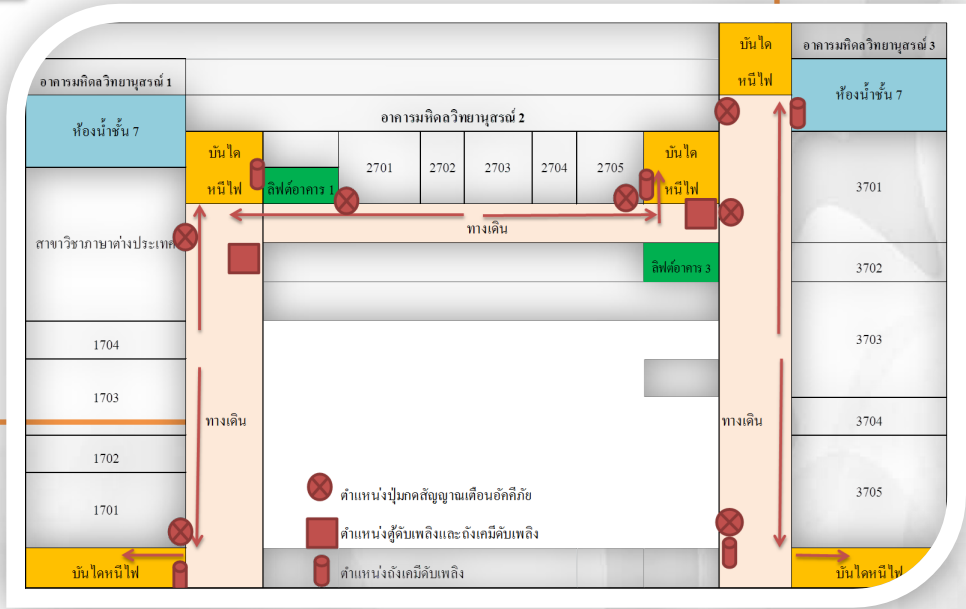 บันได
หนีไฟ
อาคารมหิดลวิทยานุสรณ์ 3
อาคารมหิดลวิทยานุสรณ์ 1
ห้องน้ำชั้น 7
อาคารมหิดลวิทยานุสรณ์ 2
ห้องน้ำชั้น 7
บันได
หนีไฟ
ลิฟต์อาคาร 1
2701
2702
2703
2704
2705
บันได
หนีไฟ
3701
ทางเดิน
สาขาวิชาภาษาต่างประเทศ
ลิฟต์อาคาร 3
3702
1704
3703
1703
ทางเดิน
ทางเดิน
3704
1702
1701
3705
ตำแหน่งปุ่มกดสัญญาณเตือนอัคคีภัย
ตำแหน่งตู้ดับเพลิงและถังเคมีดับเพลิง
บันไดหนีไฟ
ตำแหน่งถังเคมีดับเพลิง
บันไดหนีไฟ